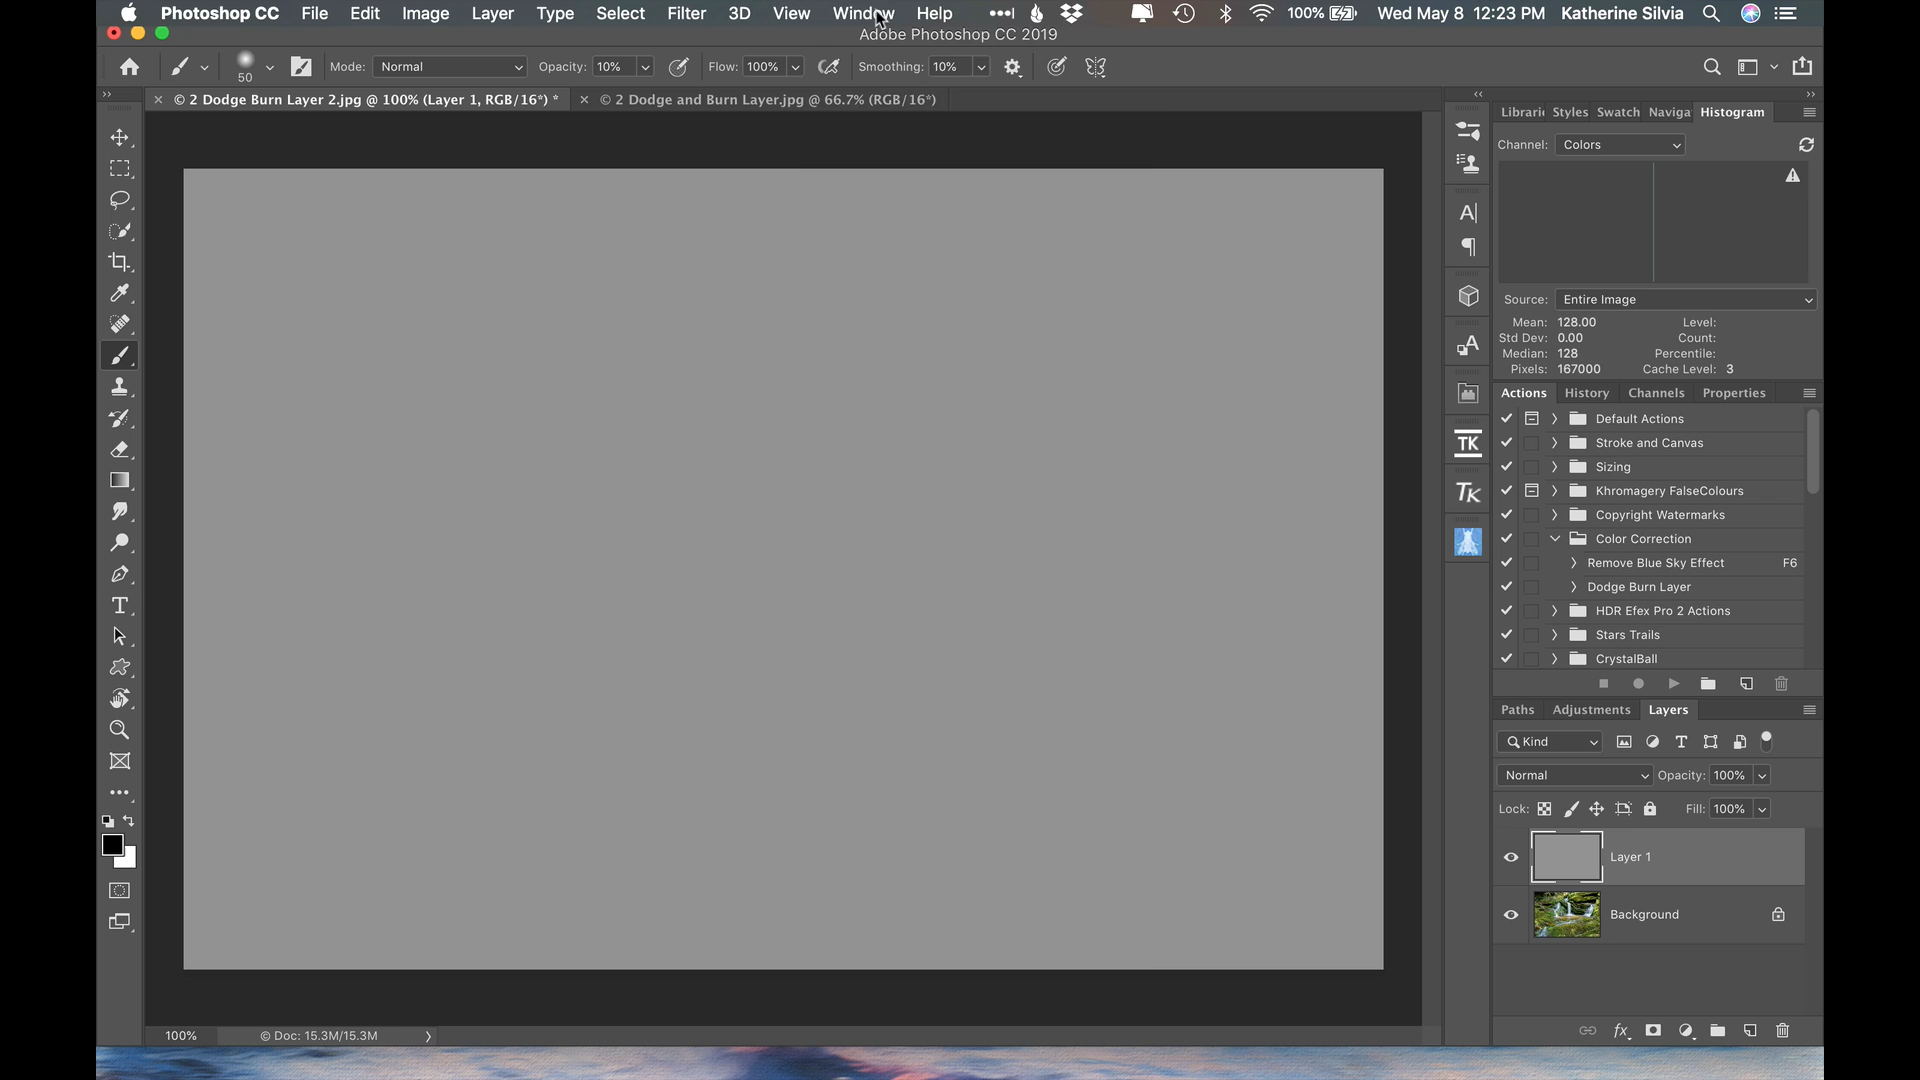 Photoshop CC File Edit Image Layer Type Select Filter 3D View Window Help 100% Wed May 8 12:23 PM Katherine Silvia
Adobe Photoshop CC 2019
50 Mode: Normal Opacity: 10% Flow: 100% Smoothing: 10%
© 2 Dodge Burn Layer 2.jpg @ 100% (Layer 1, RGB/16*) * © 2 Dodge and Burn Layer.jpg @ 66.7% (RGB/16*)
Librari Styles Swatch Naviga Histogram
Channel: Colors
Source: Entire Image
Mean: 128.00 Level:
Std Dev: 0.00 Count:
Median: 128 Percentile:
Pixels: 167000 Cache Level: 3
Actions History Channels Properties
Default Actions
Stroke and Canvas
Sizing
Khromagery FalseColours
Copyright Watermarks
Color Correction
Remove Blue Sky Effect F6
Dodge Burn Layer
HDR Efex Pro 2 Actions
Stars Trails
CrystalBall
TK
TK
Paths Adjustments Layers
Kind
Normal Opacity: 100%
Lock: Fill: 100%
Layer 1
Background
fx
100% © Doc: 15.3M/15.3M